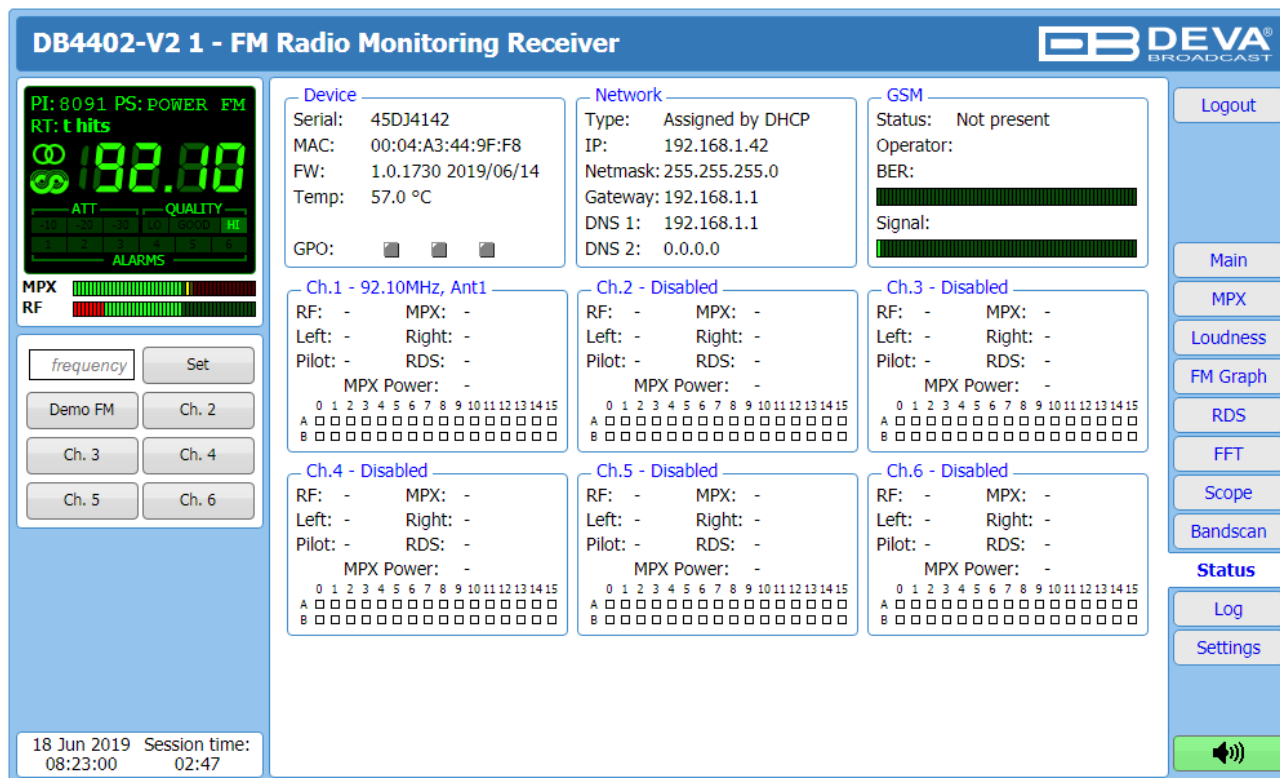 DB4402-V2 1 - FM Radio Monitoring Receiver
DEVA®
BROADCAST
PI: 8091 PS: POWER FM
RT: t hits
92.10
ATT QUALITY
-10 -20 -30 LO GOOD HI
1 2 3 4 5 6
ALARMS
MPX
RF
frequency Set
Demo FM Ch. 2
Ch. 3 Ch. 4
Ch. 5 Ch. 6
18 Jun 2019 Session time:
08:23:00 02:47
Device
Serial: 45DJ4142
MAC: 00:04:A3:44:9F:F8
FW: 1.0.1730 2019/06/14
Temp: 57.0 °C
GPO:
Network
Type: Assigned by DHCP
IP: 192.168.1.42
Netmask: 255.255.255.0
Gateway: 192.168.1.1
DNS 1: 192.168.1.1
DNS 2: 0.0.0.0
GSM
Status: Not present
Operator:
BER:
Signal:
Ch.1 - 92.10MHz, Ant1
RF: - MPX: -
Left: - Right: -
Pilot: - RDS: -
MPX Power: -
0 1 2 3 4 5 6 7 8 9 10 11 12 13 14 15
A
B
Ch.2 - Disabled
RF: - MPX: -
Left: - Right: -
Pilot: - RDS: -
MPX Power: -
0 1 2 3 4 5 6 7 8 9 10 11 12 13 14 15
A
B
Ch.3 - Disabled
RF: - MPX: -
Left: - Right: -
Pilot: - RDS: -
MPX Power: -
0 1 2 3 4 5 6 7 8 9 10 11 12 13 14 15
A
B
Ch.4 - Disabled
RF: - MPX: -
Left: - Right: -
Pilot: - RDS: -
MPX Power: -
0 1 2 3 4 5 6 7 8 9 10 11 12 13 14 15
A
B
Ch.5 - Disabled
RF: - MPX: -
Left: - Right: -
Pilot: - RDS: -
MPX Power: -
0 1 2 3 4 5 6 7 8 9 10 11 12 13 14 15
A
B
Ch.6 - Disabled
RF: - MPX: -
Left: - Right: -
Pilot: - RDS: -
MPX Power: -
0 1 2 3 4 5 6 7 8 9 10 11 12 13 14 15
A
B
Logout
Main
MPX
Loudness
FM Graph
RDS
FFT
Scope
Bandscan
Status
Log
Settings